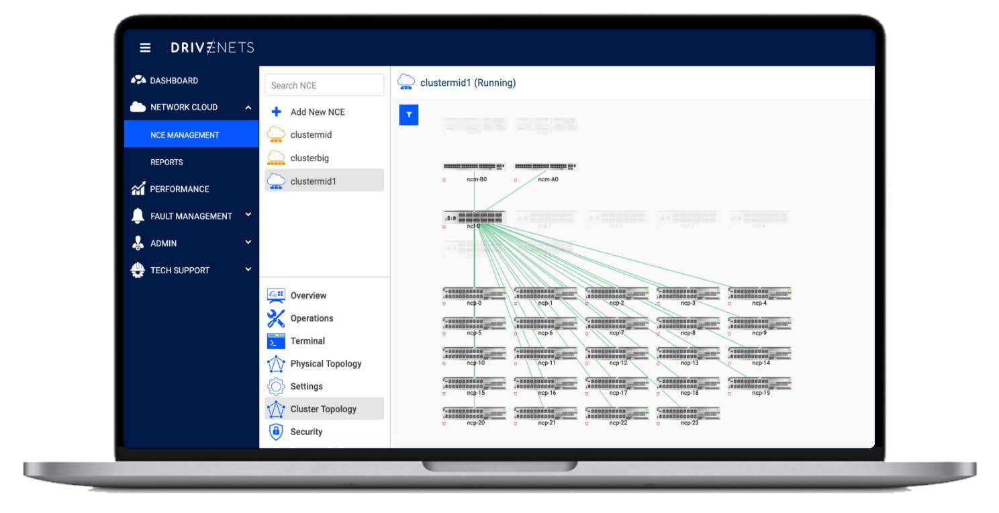 DRIVENETS
DASHBOARD
NETWORK CLOUD
NCE MANAGEMENT
REPORTS
PERFORMANCE
FAULT MANAGEMENT
ADMIN
TECH SUPPORT
Search NCE
Add New NCE
clustermid
clusterbig
clustermid1
Overview
Operations
Terminal
Physical Topology
Settings
Cluster Topology
Security
clustermid1 (Running)
ncm-B0 ncm-A0
ncf-0 ncf-1 ncf-2 ncf-3 ncf-4
ncp-0 ncp-1 ncp-2 ncp-3 ncp-4
ncp-5 ncp-6 ncp-7 ncp-8 ncp-9
ncp-10 ncp-11 ncp-12 ncp-13 ncp-14
ncp-15 ncp-16 ncp-17 ncp-18 ncp-19
ncp-20 ncp-21 ncp-22 ncp-23